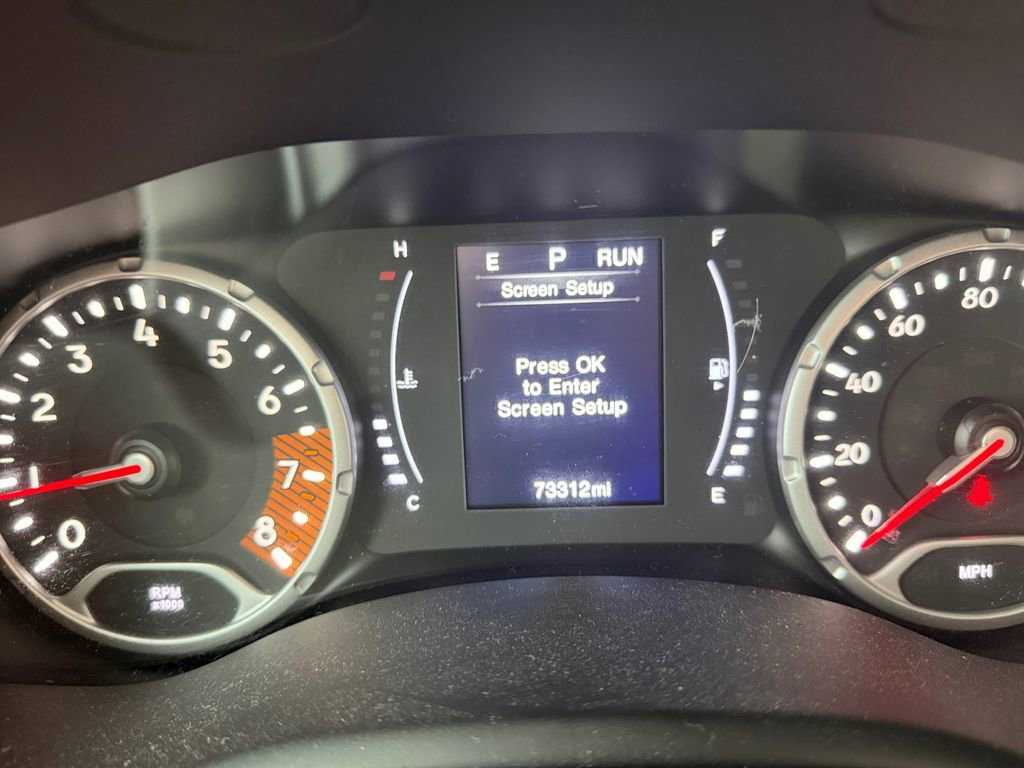 H
E P RUN
F
Screen Setup
Press OK
to Enter
Screen Setup
73312mi
C
E
0
1
2
3
4
5
6
7
8
RPM
x1000
0
20
40
60
80
MPH